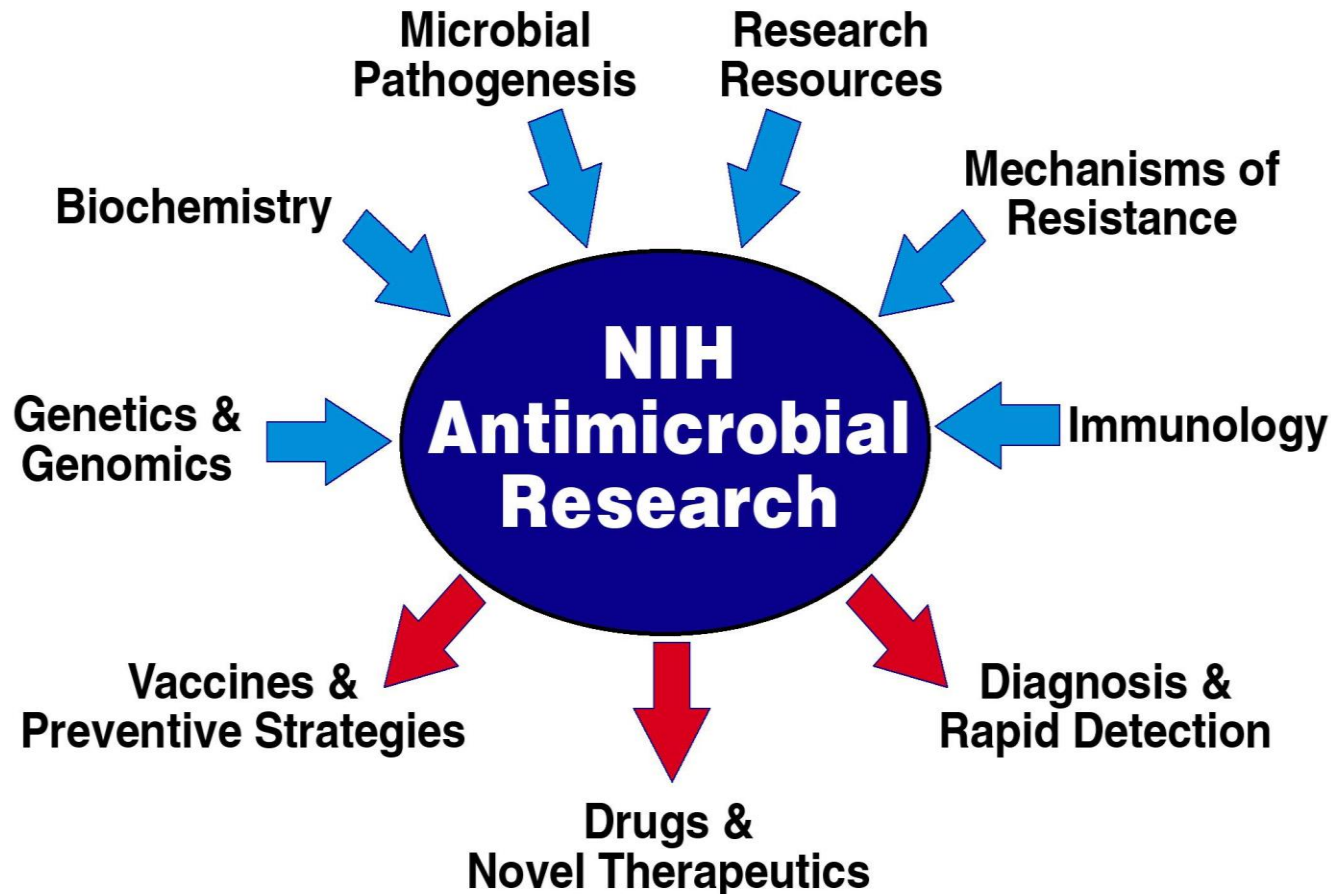 Microbial
Pathogenesis
Research
Resources
Biochemistry
Mechanisms of
Resistance
NIH
Antimicrobial
Research
Genetics &
Genomics
Immunology
Vaccines &
Preventive Strategies
Diagnosis &
Rapid Detection
Drugs &
Novel Therapeutics